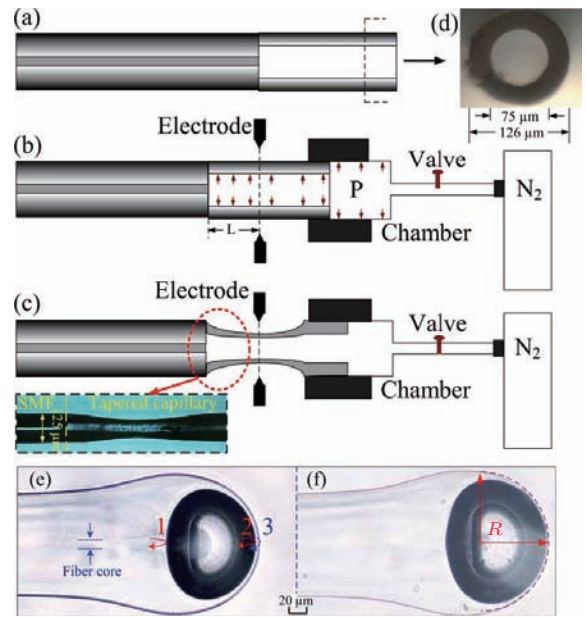 (a)
(d)
75 µm
126 µm
Electrode
(b)
Valve
P
N2
L
Chamber
Electrode
(c)
Valve
N2
Chamber
SMF
Tapered capillary
(e)
(f)
1
2
3
R
Fiber core
20 µm